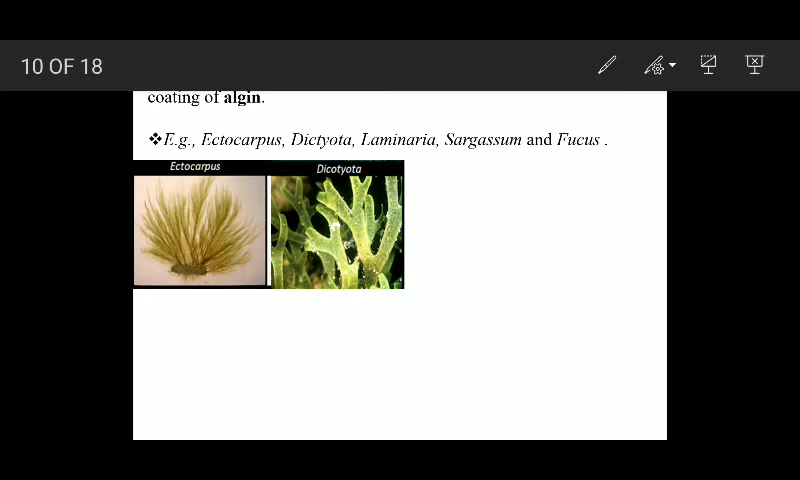 10 OF 18
coating of algin.
❖E.g., Ectocarpus, Dictyota, Laminaria, Sargassum and Fucus .
Ectocarpus
Dicotyota